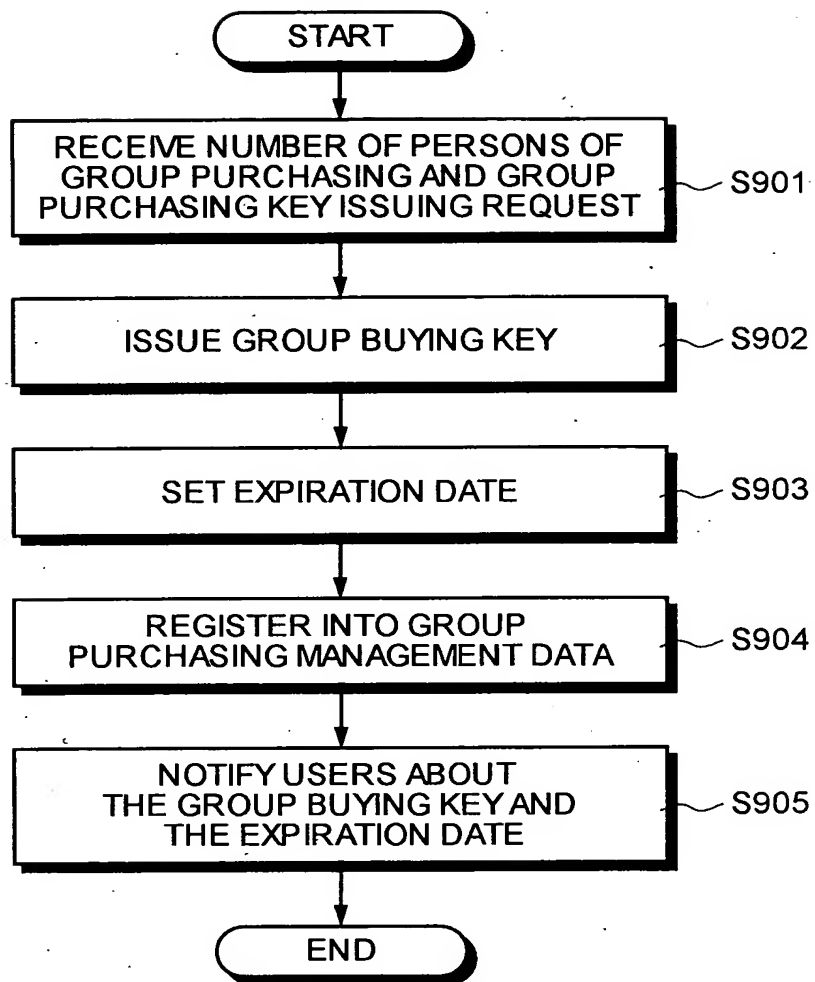 START
RECEIVE NUMBER OF PERSONS OF
GROUP PURCHASING AND GROUP
PURCHASING KEY ISSUING REQUEST
S901
ISSUE GROUP BUYING KEY
S902
SET EXPIRATION DATE
S903
REGISTER INTO GROUP
PURCHASING MANAGEMENT DATA
S904
NOTIFY USERS ABOUT
THE GROUP BUYING KEY AND
THE EXPIRATION DATE
S905
END